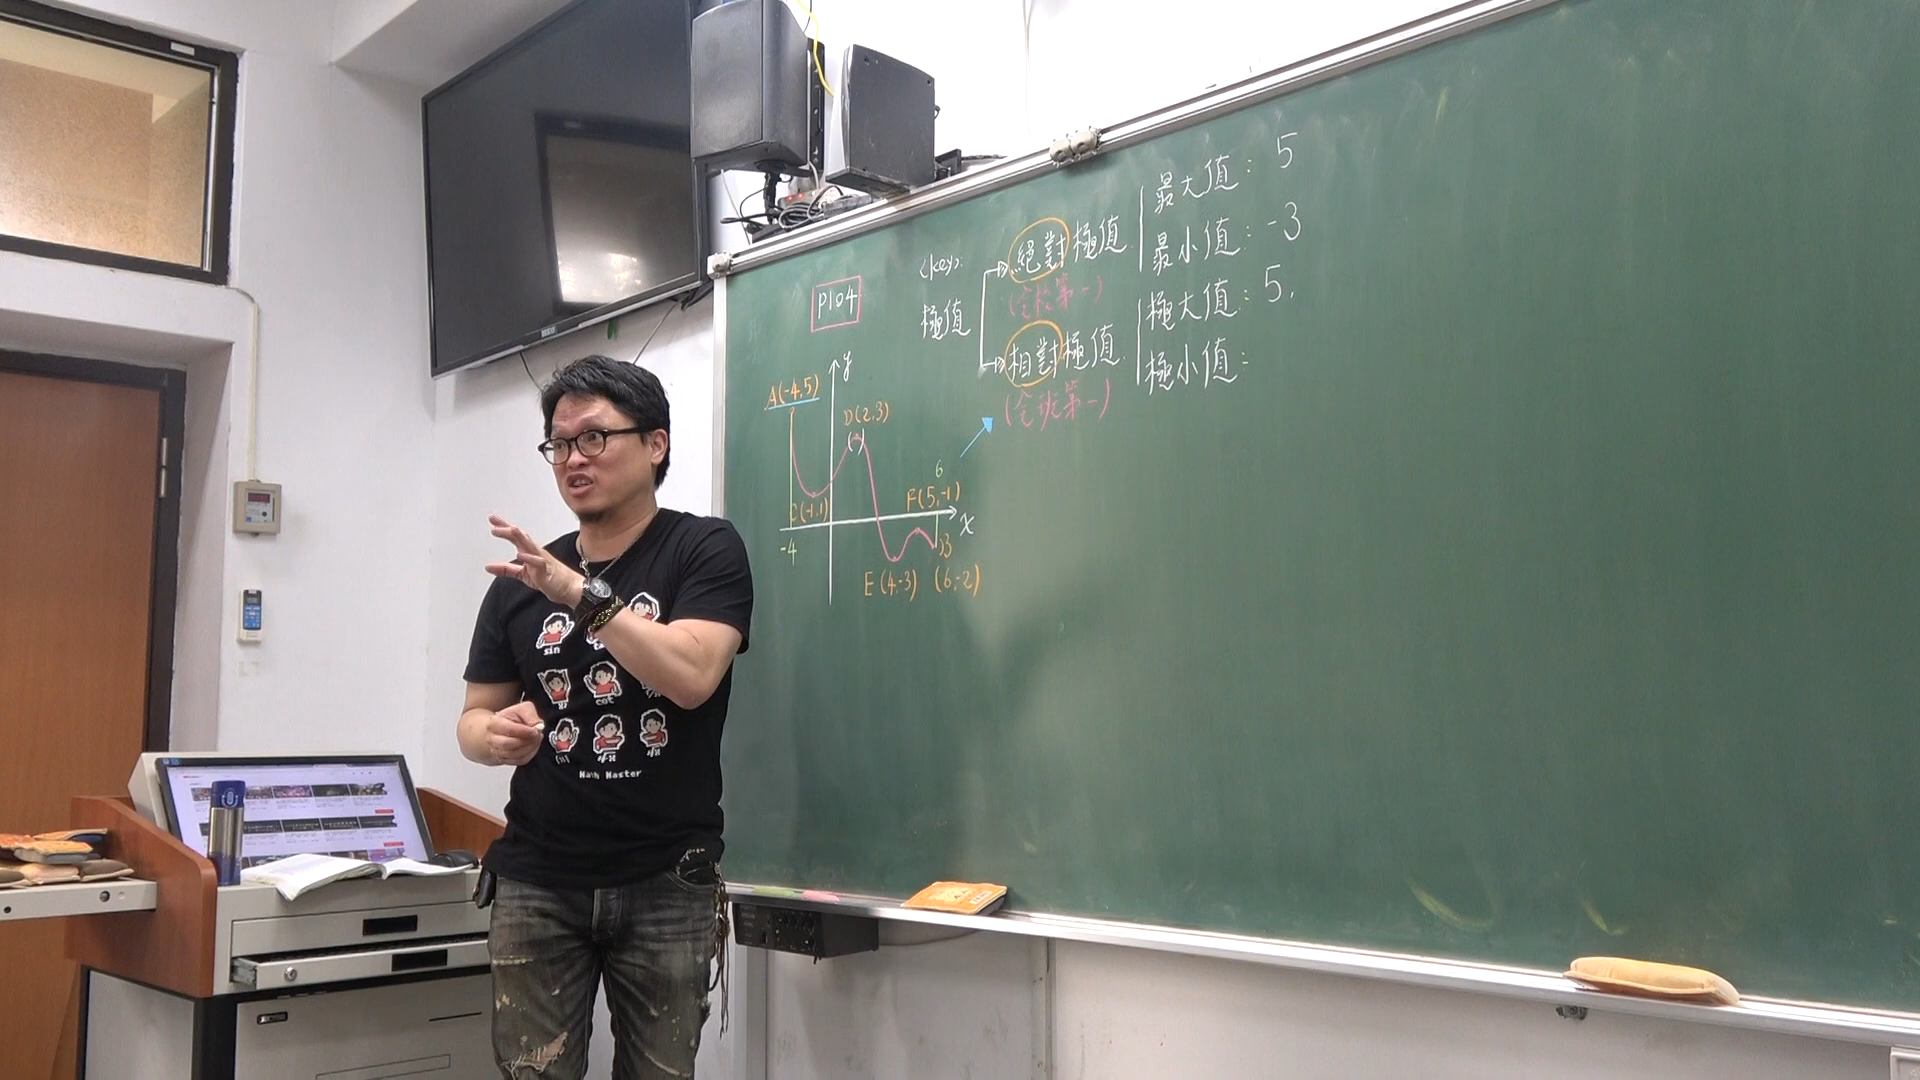 P104
<key>:
極值
絕對極值
(全校第一)
相對極值
(全班第一)
最大值: 5
最小值: -3
極大值: 5,
極小值:
y
A(-4,5)
D(2,3)
C(-1,1)
-4
6
F(5,-1)
x
E(4,-3)
(6,-2)
sin
cot
Math Master